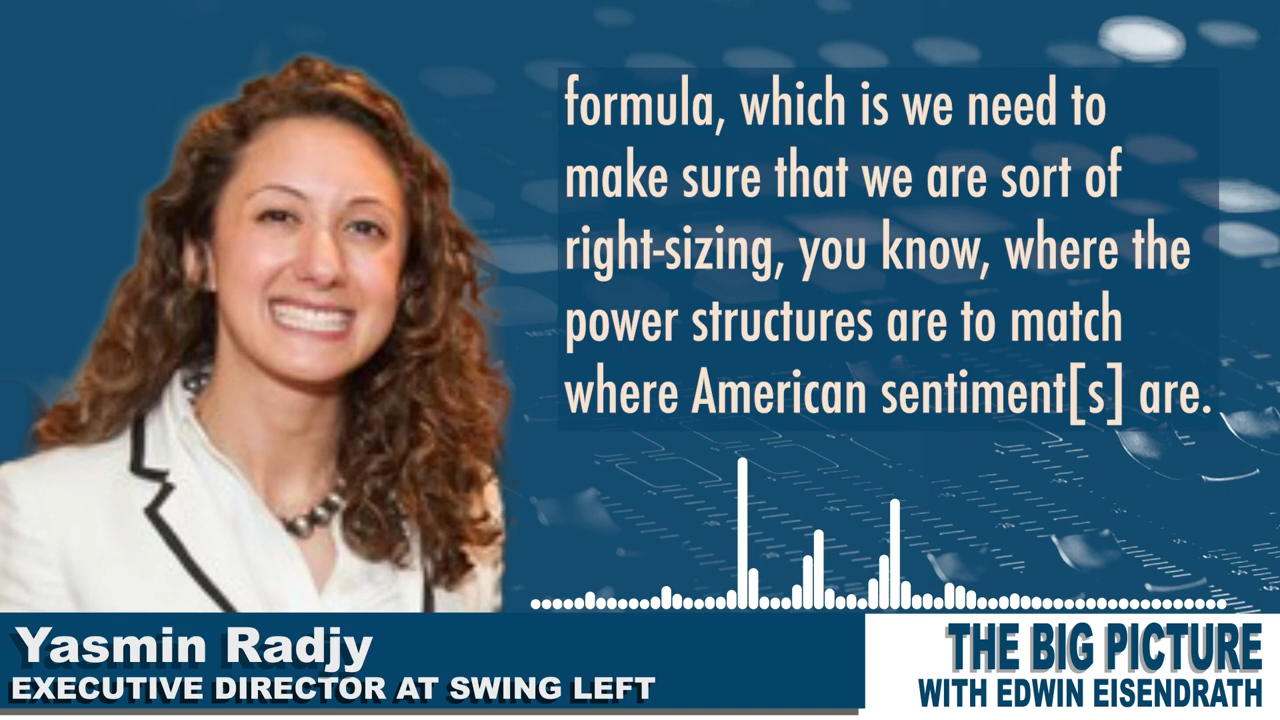 formula, which is we need to
make sure that we are sort of
right-sizing, you know, where the
power structures are to match
where American sentiment[s] are.
Yasmin Radjy
EXECUTIVE DIRECTOR AT SWING LEFT
THE BIG PICTURE
WITH EDWIN EISENDRATH